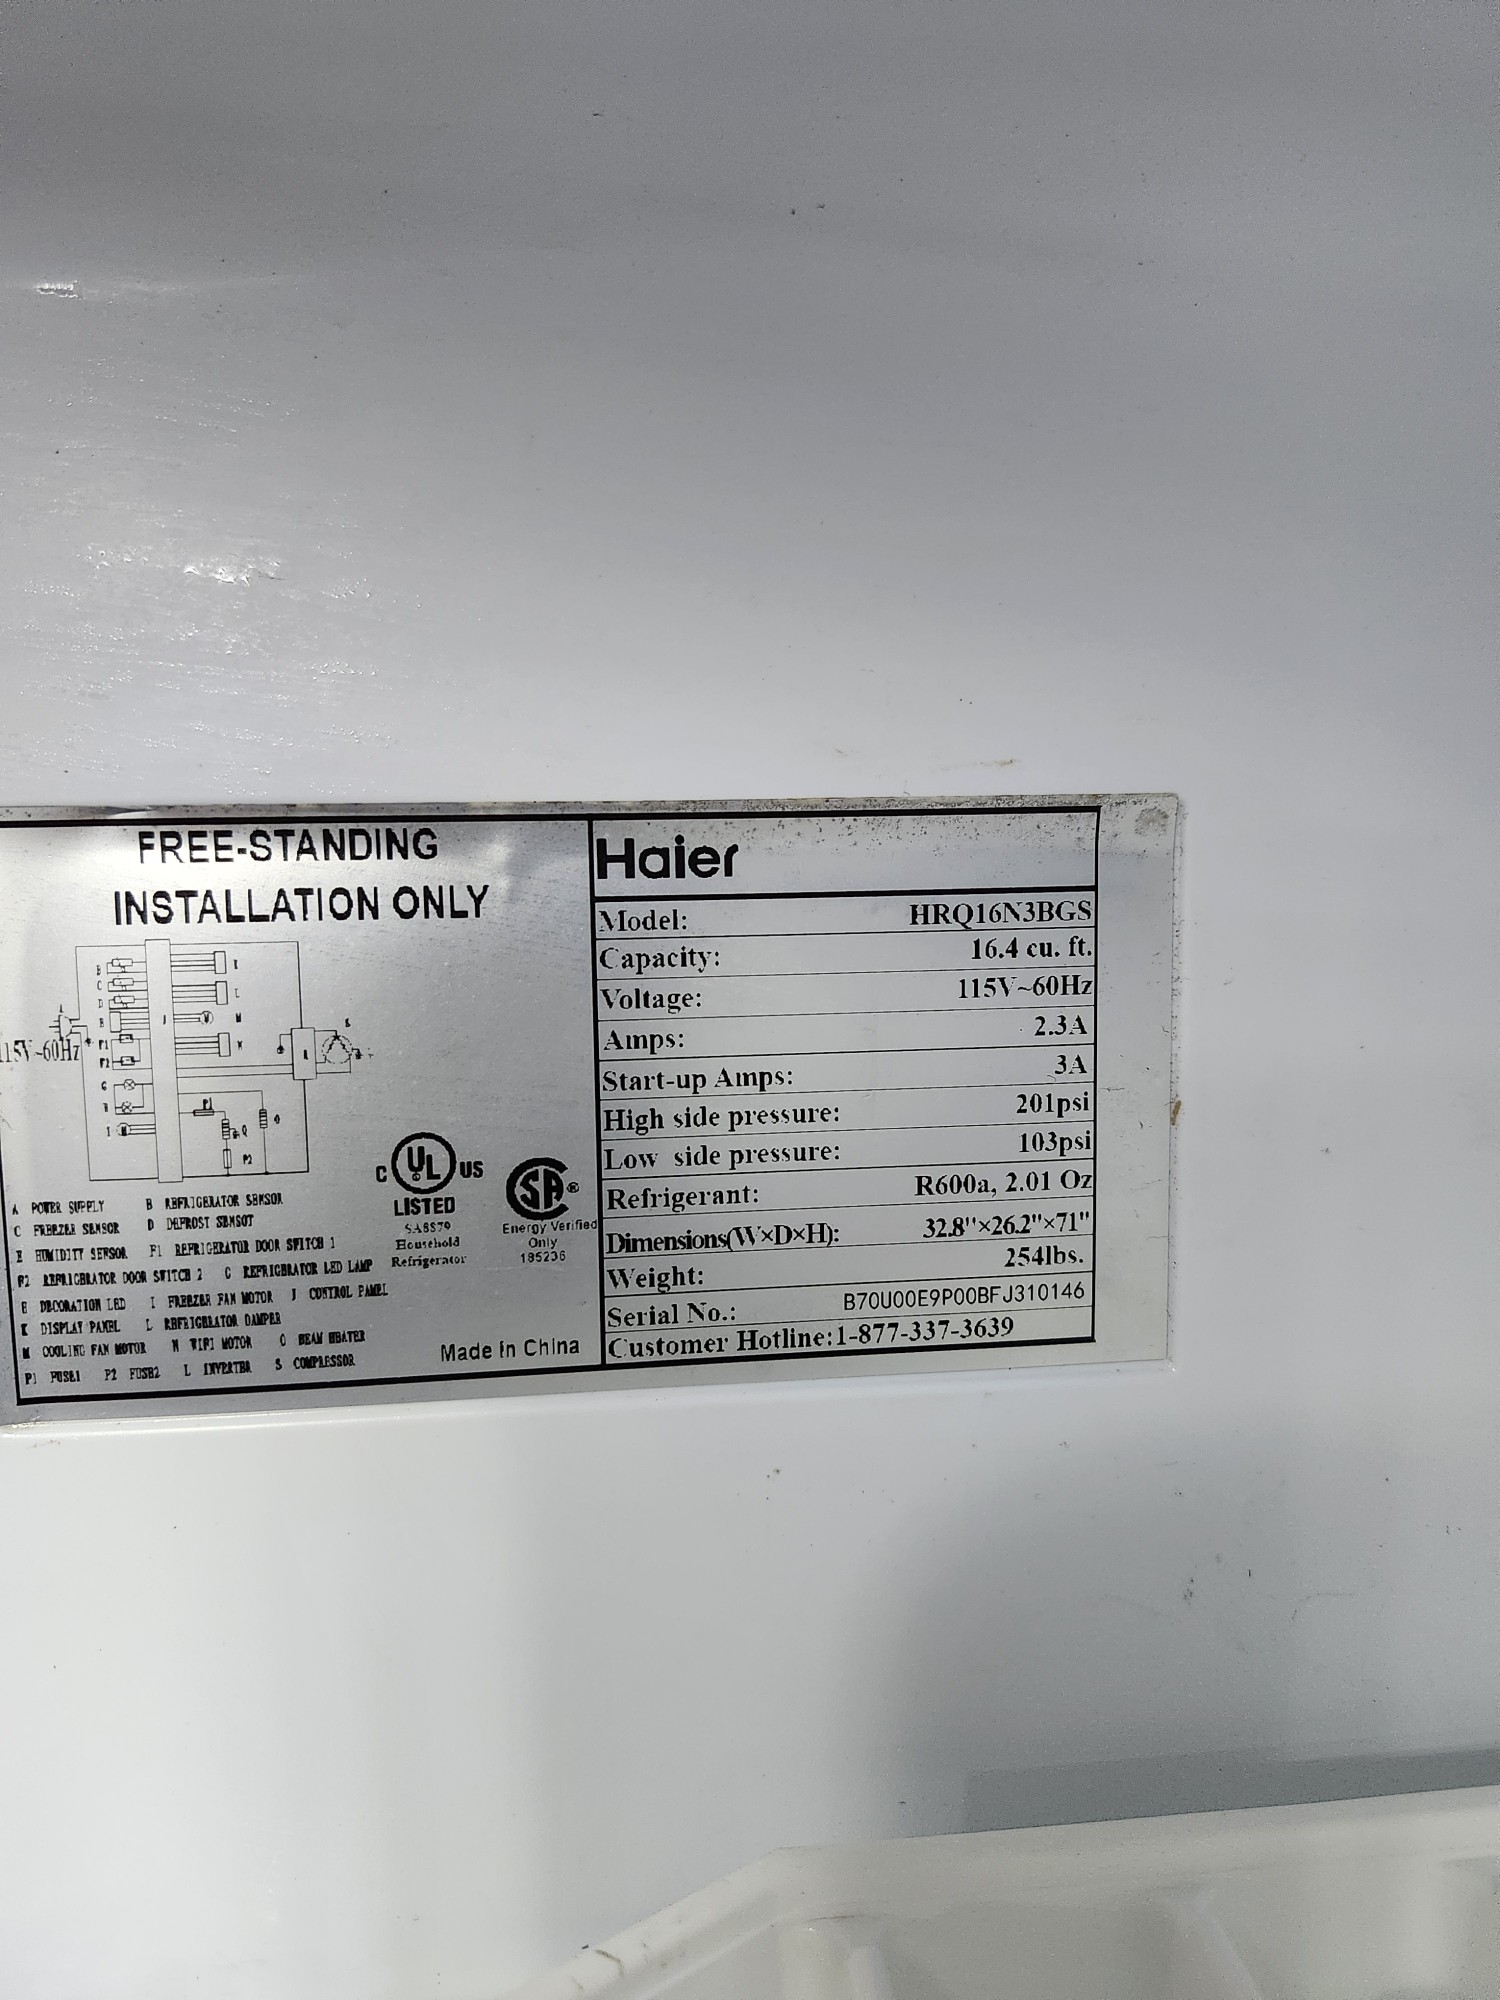 FREE-STANDING
INSTALLATION ONLY
115V~60Hz
A POWER SUPPLY B REFRIGERATOR SENSOR
C FREEZER SENSOR D DEFROST SENSOT
E HUMIDITY SENSOR F1 REFRIGERATOR DOOR SWITCH 1
F2 REFRIGERATOR DOOR SWITCH 2 G REFRIGERATOR LED LAMP
DECORATION LED I FREEZER FAN MOTOR J CONTROL PANEL
K DISPLAY PANEL L REFRIGERATOR DAMPER
M COOLING FAN MOTOR N WIFI MOTOR O BEAM HEATER
P1 FUSE1 P2 FUSE2 INVERTER S COMPRESSOR
C UL US
LISTED
SA8579
Household
Refrigerator
SA ®
Energy Verified
Only
185236
Made in China
Haier
Model: HRQ16N3BGS
Capacity: 16.4 cu. ft.
Voltage: 115V~60Hz
Amps: 2.3A
Start-up Amps: 3A
High side pressure: 201psi
Low side pressure: 103psi
Refrigerant: R600a, 2.01 Oz
Dimensions(W×D×H): 32.8"×26.2"×71"
Weight: 254lbs.
Serial No.: B70U00E9P00BFJ310146
Customer Hotline:1-877-337-3639